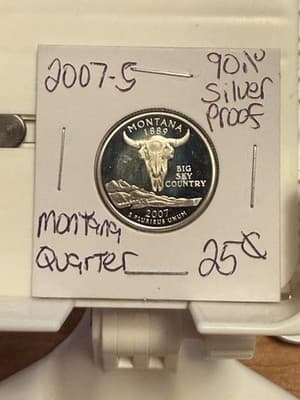 2007-S
90%
Silver
Proof
MONTANA
1889
BIG
SKY
COUNTRY
2007
E PLURIBUS UNUM
Montana
Quarter
25¢